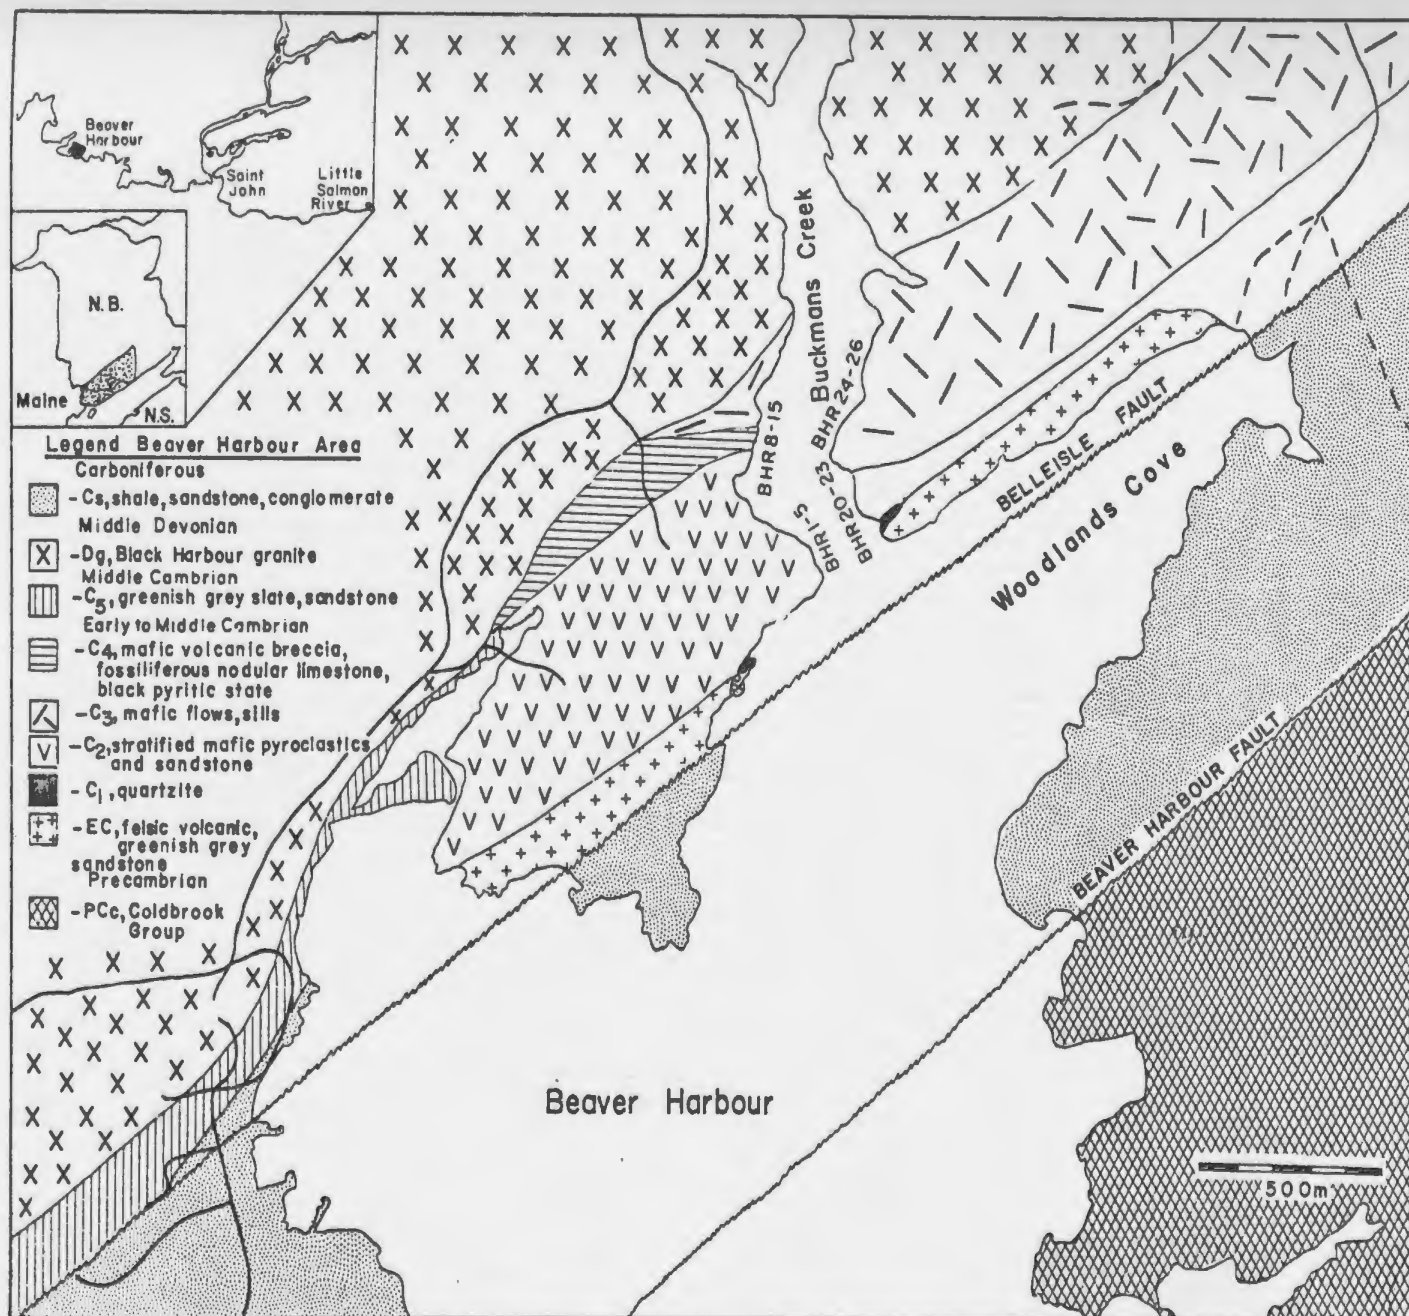 Beaver
Harbour
Saint
John
Little
Salmon
River
N.B.
Maine
N.S.
Legend Beaver Harbour Area
Carboniferous
-Cs, shale, sandstone, conglomerate
Middle Devonian
-Dg, Black Harbour granite
Middle Cambrian
-C5, greenish grey slate, sandstone
Early to Middle Cambrian
-C4, mafic volcanic breccia,
fossiliferous nodular limestone,
black pyritic state
-C3, mafic flows, sills
-C2, stratified mafic pyroclastics
and sandstone
-C1, quartzite
-EC, felsic volcanic,
greenish grey
sandstone
Precambrian
-PCc, Coldbrook
Group
Buckmans Creek
BHR8-15
BHR 24-26
BHR1-5
BHR20-23
BELLEISLE FAULT
Woodlands Cove
BEAVER HARBOUR FAULT
Beaver Harbour
500m